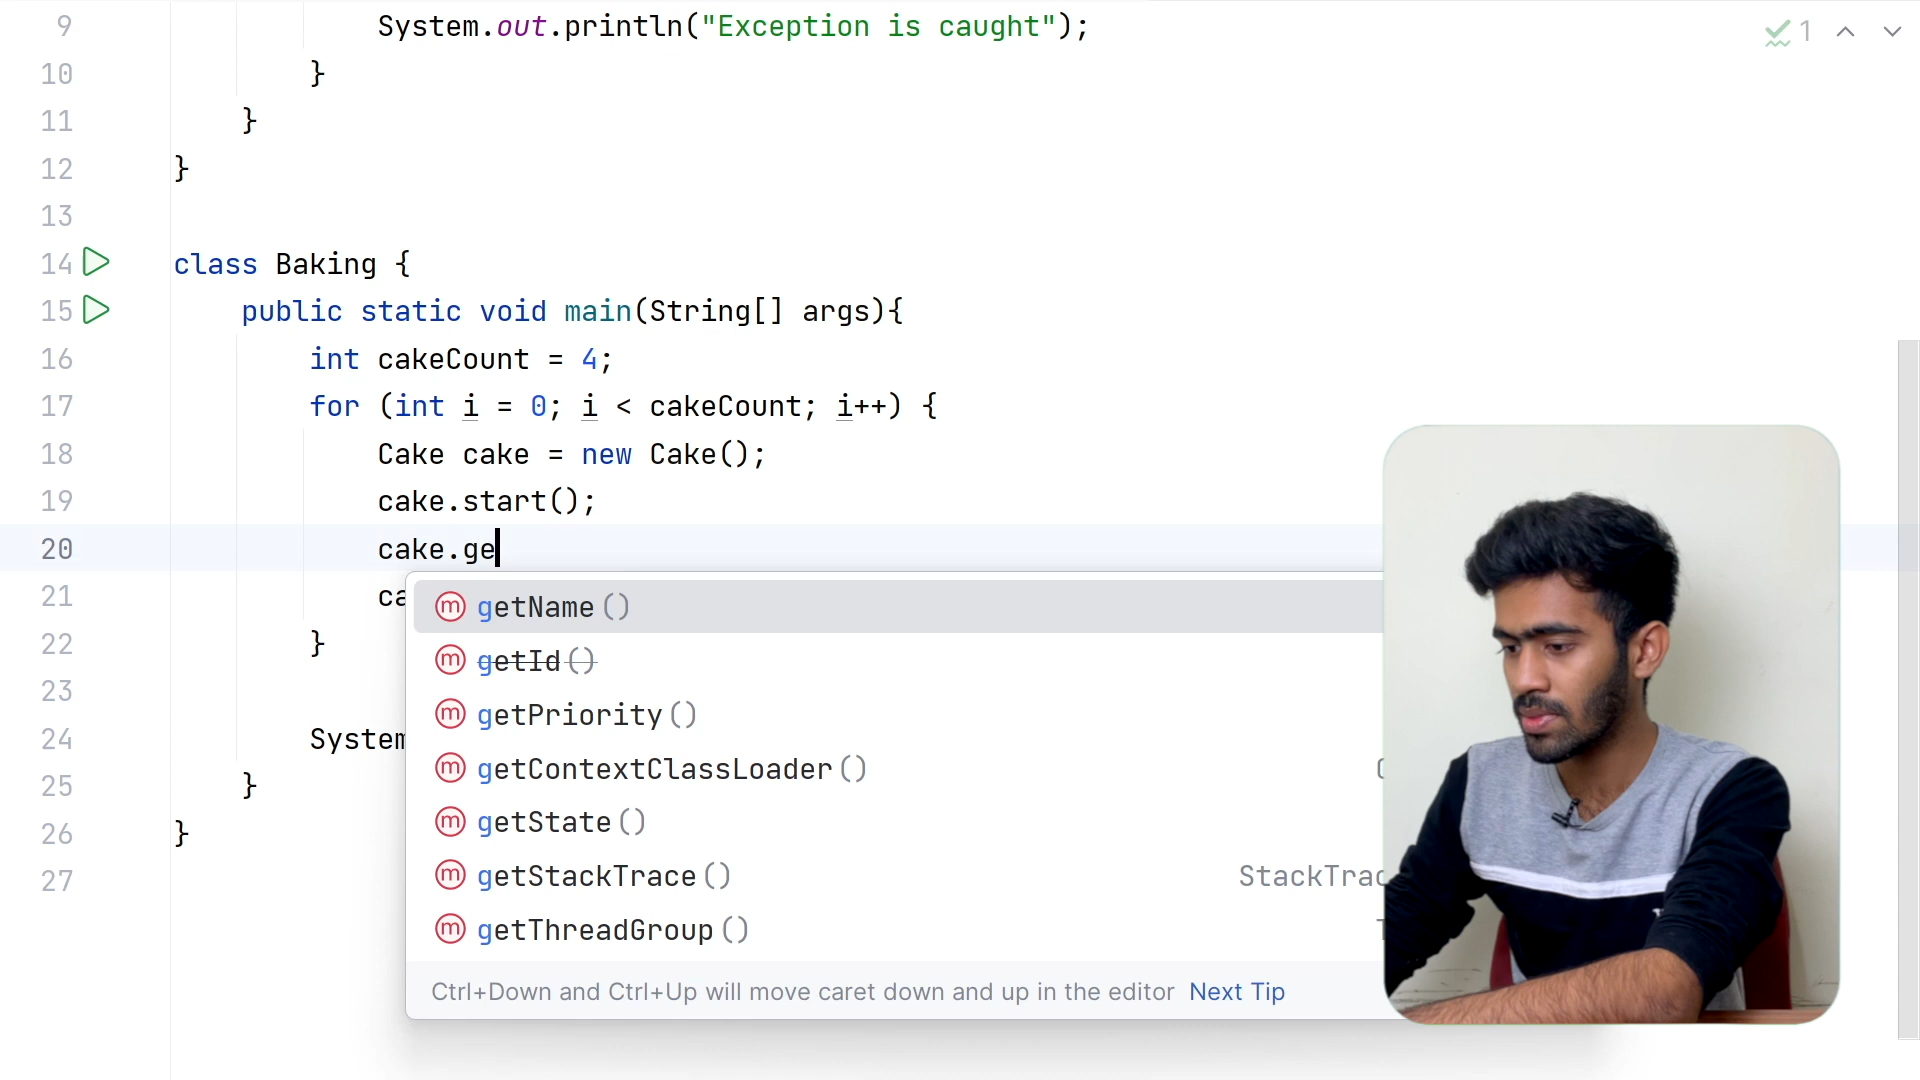 9 System.out.println("Exception is caught");
1
10 }
11 }
12 }
13
14 class Baking {
15 public static void main(String[] args){
16 int cakeCount = 4;
17 for (int i = 0; i < cakeCount; i++) {
18 Cake cake = new Cake();
19 cake.start();
20 cake.ge
21 ca
getName()
getId()
22 }
23
getPriority()
24 System
getContextClassLoader()
25 }
getState()
26 }
getStackTrace() StackTrac
27
getThreadGroup()
Ctrl+Down and Ctrl+Up will move caret down and up in the editor Next Tip